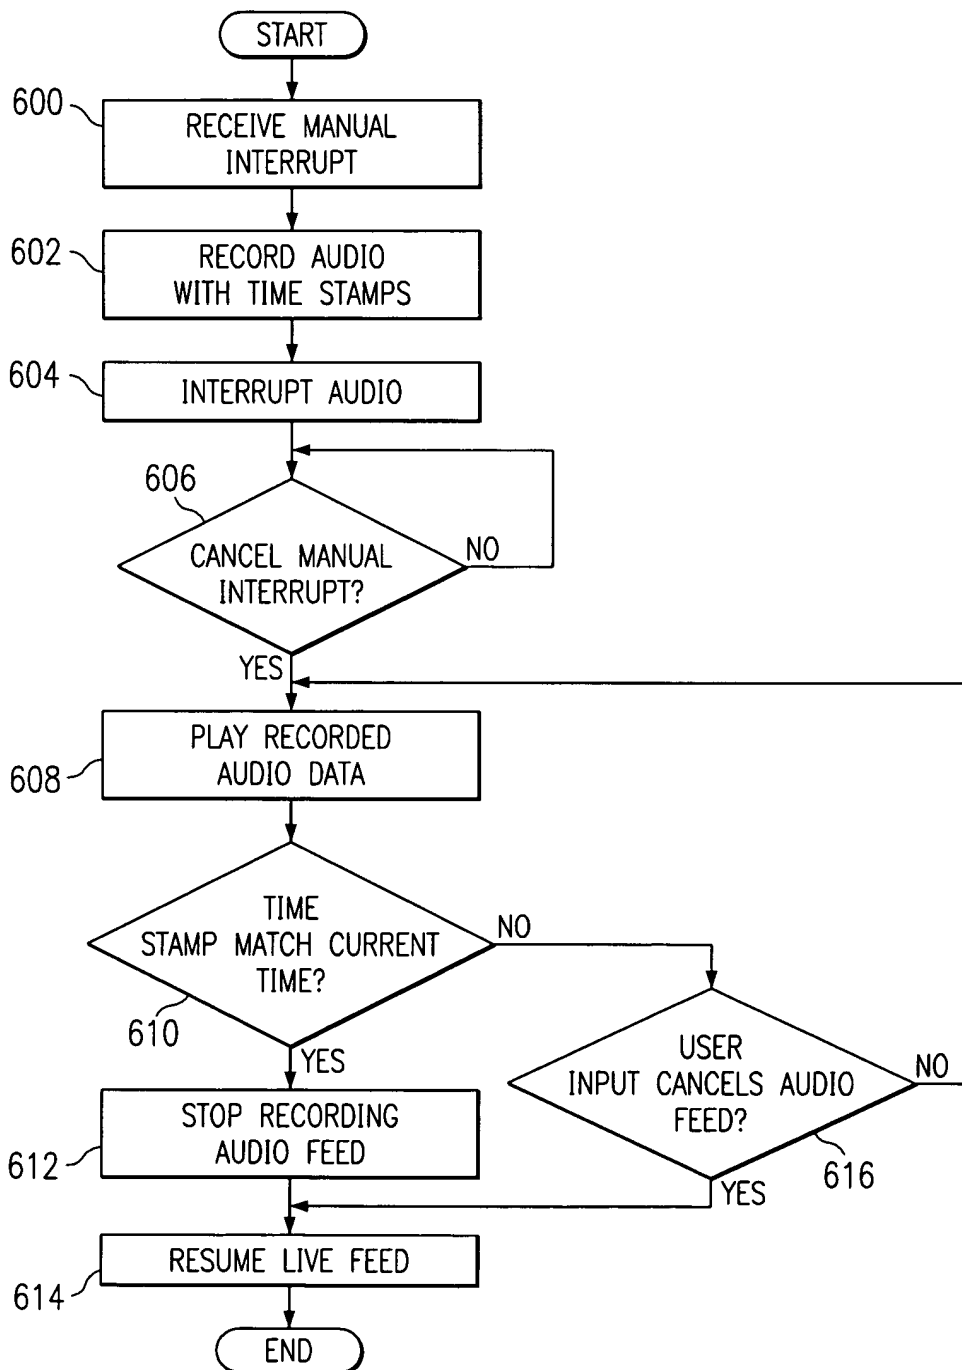 START
600
RECEIVE MANUAL
INTERRUPT
602
RECORD AUDIO
WITH TIME STAMPS
604
INTERRUPT AUDIO
606
CANCEL MANUAL
INTERRUPT?
NO
YES
PLAY RECORDED
AUDIO DATA
608
TIME
STAMP MATCH CURRENT
TIME?
NO
610
YES
USER
INPUT CANCELS AUDIO
FEED?
NO
616
YES
STOP RECORDING
AUDIO FEED
612
RESUME LIVE FEED
614
END